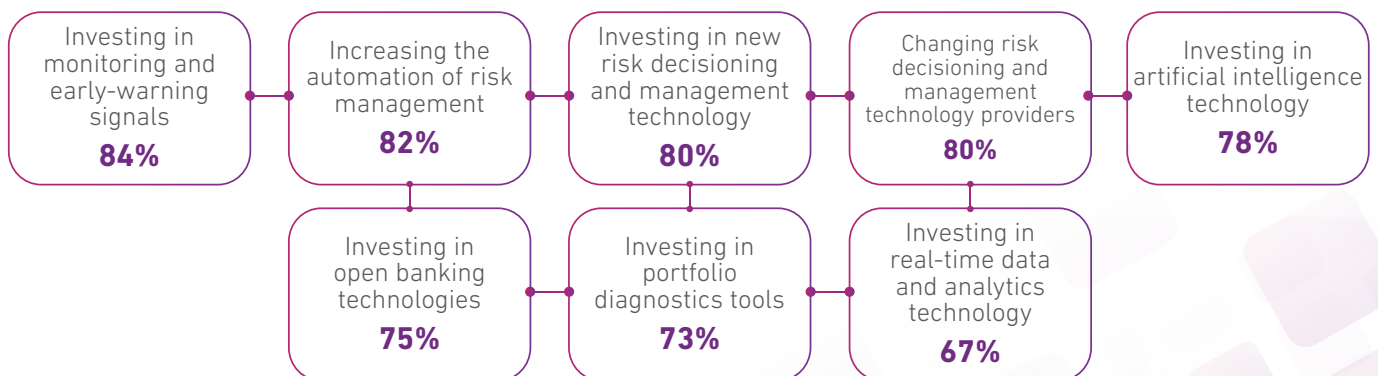 Investing in
monitoring and
early-warning
signals
84%
Increasing the
automation of risk
management
82%
Investing in new
risk decisioning
and management
technology
80%
Changing risk
decisioning and
management
technology providers
80%
Investing in
artificial intelligence
technology
78%
Investing in
open banking
technologies
75%
Investing in
portfolio
diagnostics tools
73%
Investing in
real-time data
and analytics
technology
67%